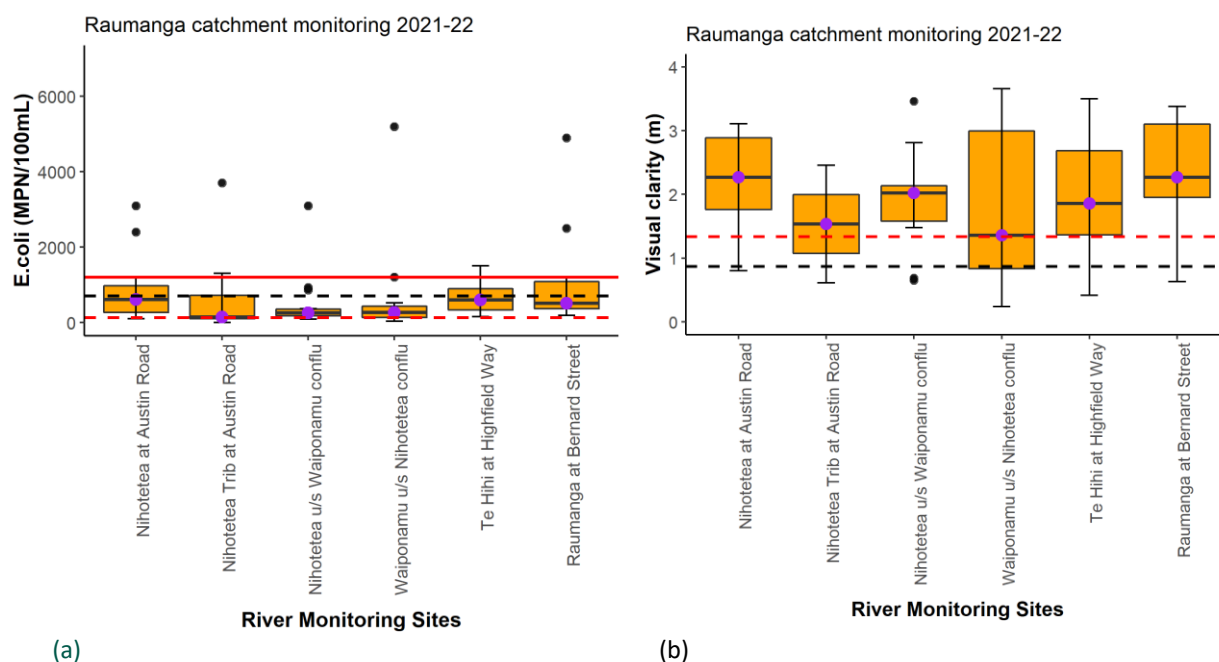 Raumanga catchment monitoring 2021-22
E.coli (MPN/100mL)
6000
4000
2000
0
Nihotetea at Austin Road
Nihotetea Trib at Austin Road
Nihotetea u/s Waiponamu conflu
Waiponamu u/s Nihotetea conflu
Te Hihi at Highfield Way
Raumanga at Bernard Street
River Monitoring Sites
(a)
Raumanga catchment monitoring 2021-22
Visual clarity (m)
4
3
2
1
0
Nihotetea at Austin Road
Nihotetea Trib at Austin Road
Nihotetea u/s Waiponamu conflu
Waiponamu u/s Nihotetea conflu
Te Hihi at Highfield Way
Raumanga at Bernard Street
River Monitoring Sites
(b)